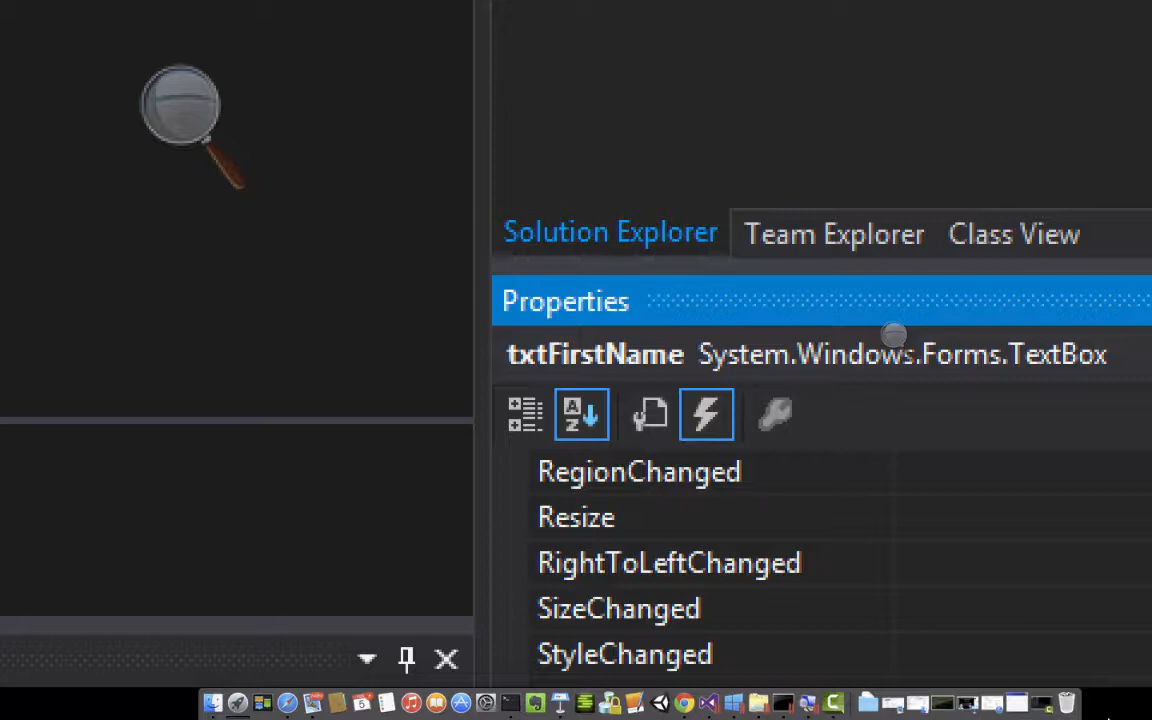 Solution Explorer Team Explorer Class View
Properties
txtFirstName System.Windows.Forms.TextBox
RegionChanged
Resize
RightToLeftChanged
SizeChanged
StyleChanged